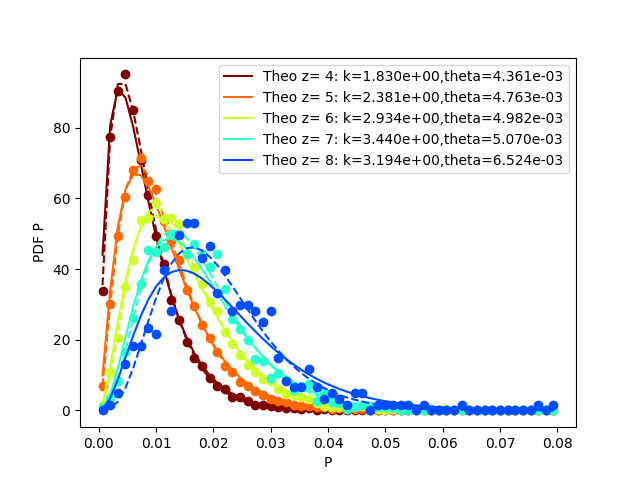 Theo z= 4: k=1.830e+00,theta=4.361e-03
Theo z= 5: k=2.381e+00,theta=4.763e-03
Theo z= 6: k=2.934e+00,theta=4.982e-03
Theo z= 7: k=3.440e+00,theta=5.070e-03
Theo z= 8: k=3.194e+00,theta=6.524e-03
PDF P
80
60
40
20
0
0.00 0.01 0.02 0.03 0.04 0.05 0.06 0.07 0.08
P